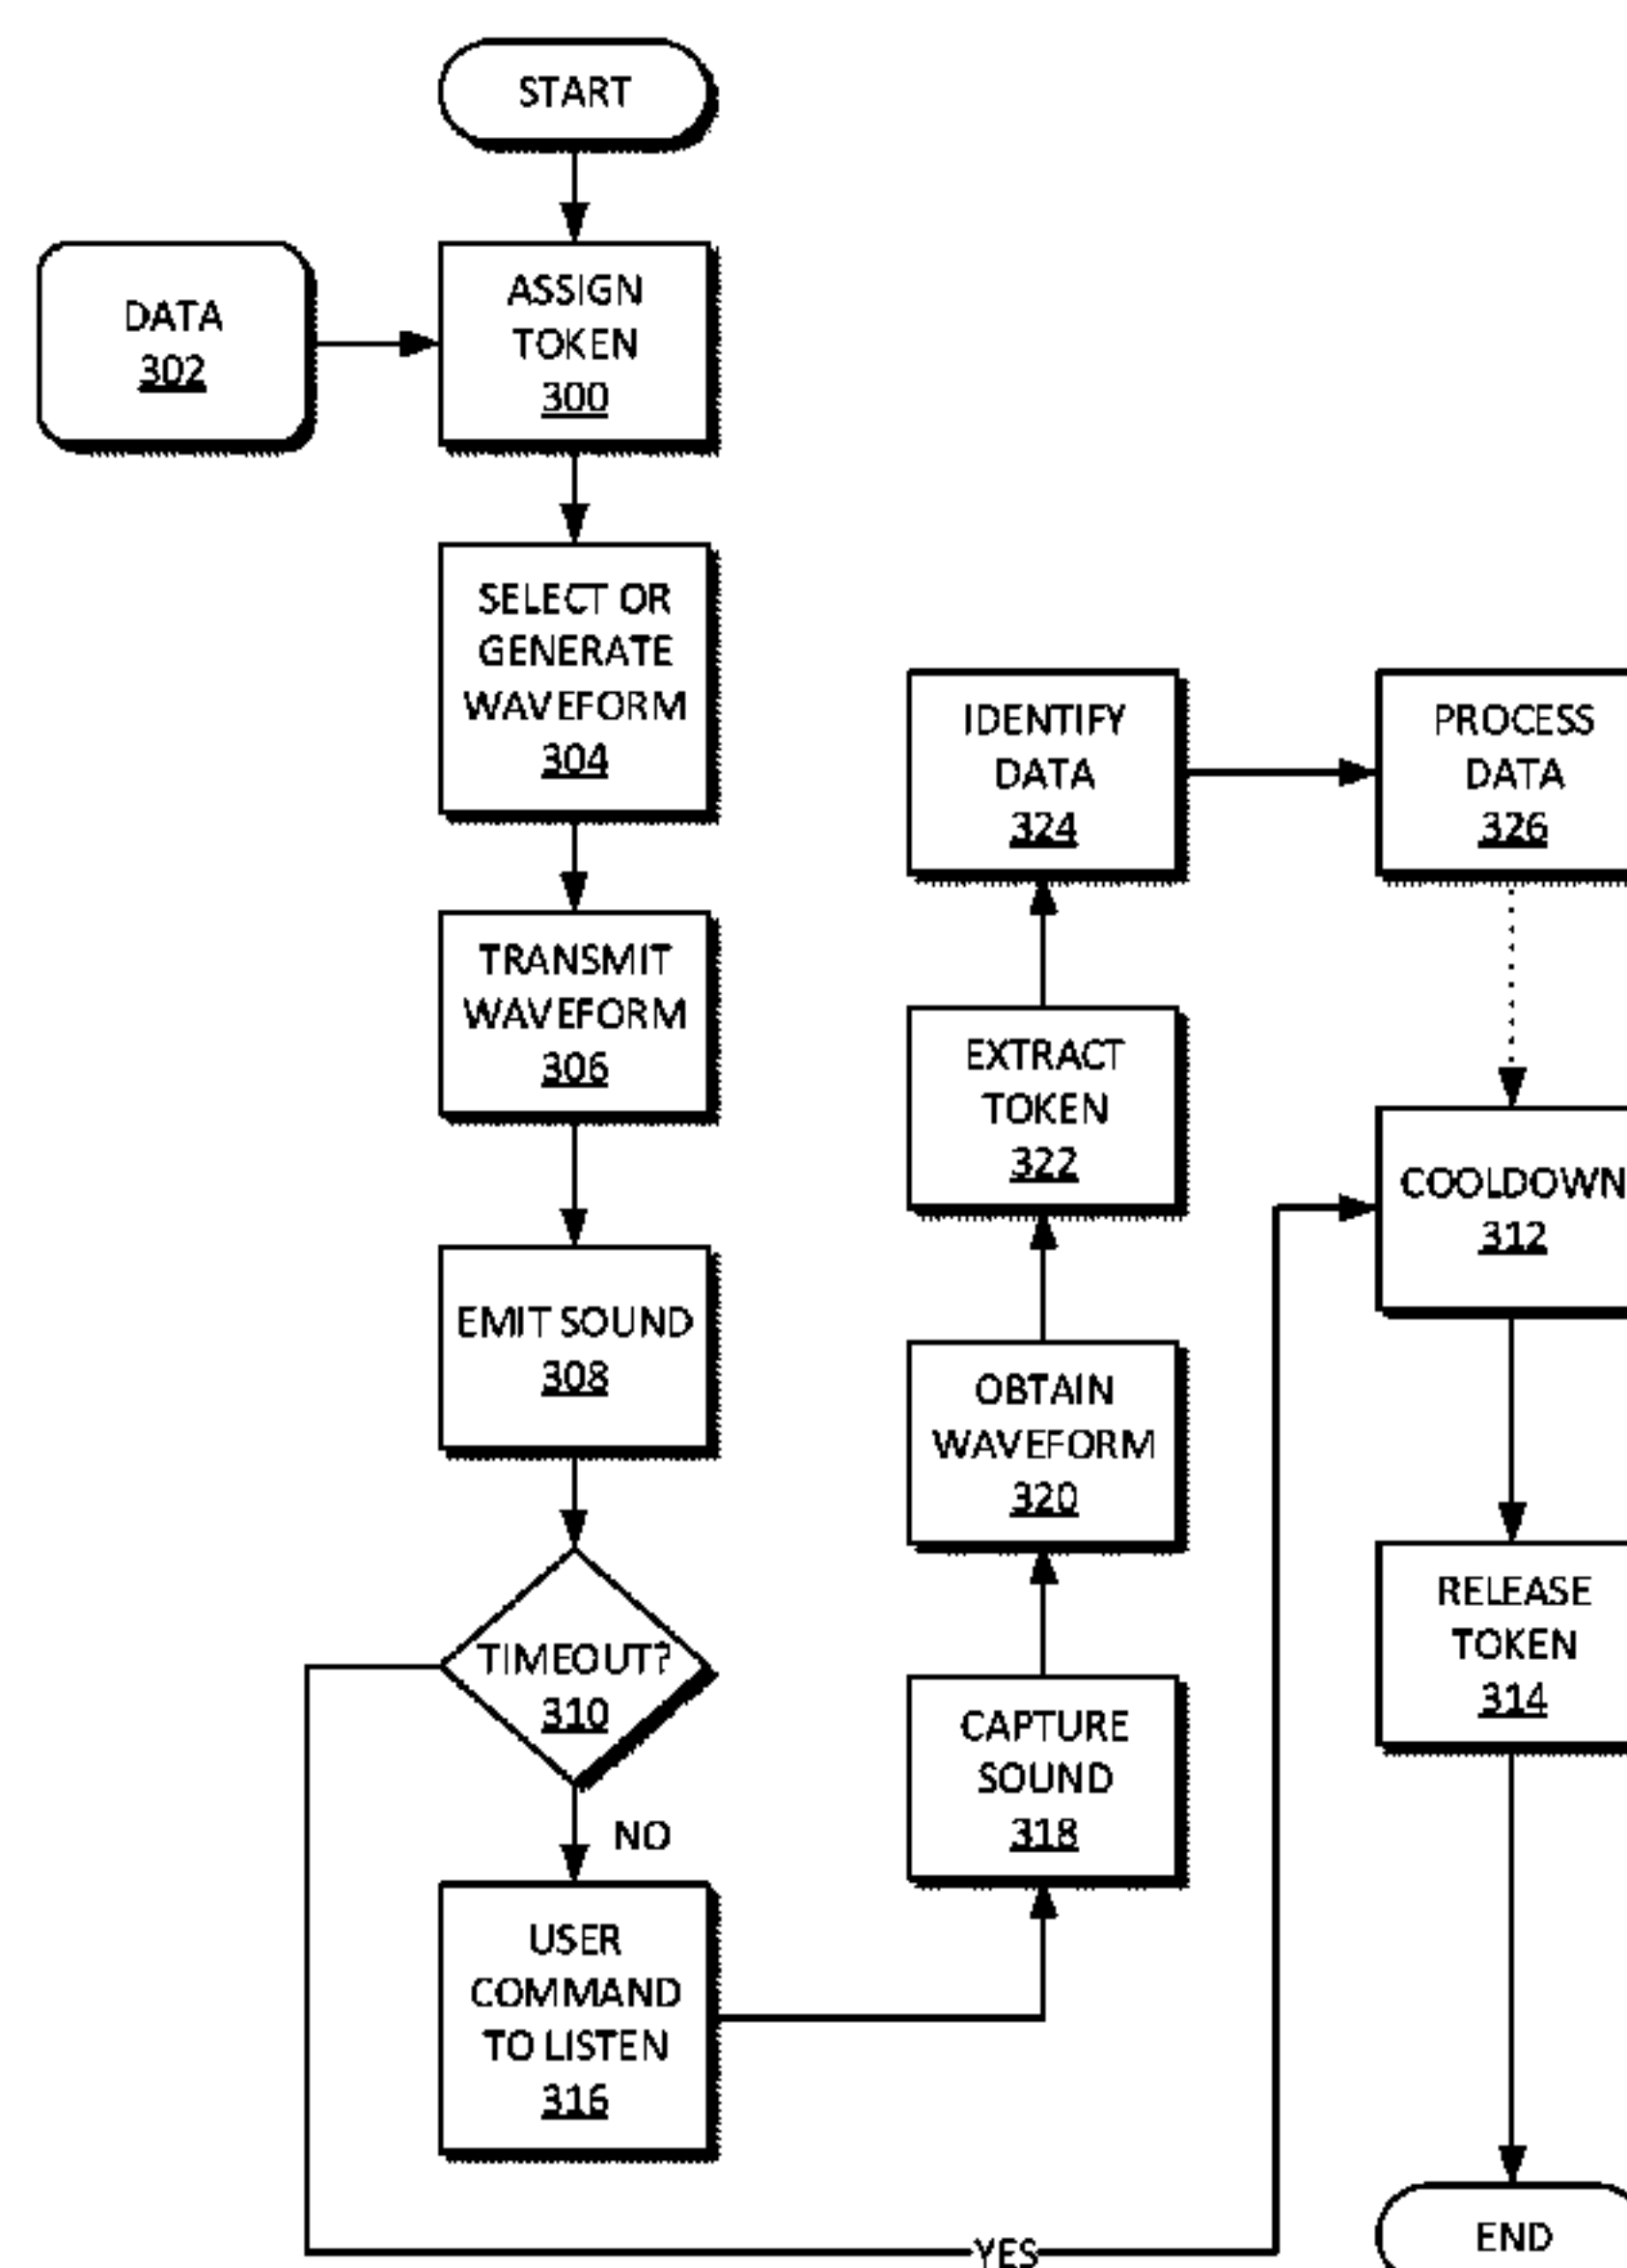 START
DATA
302
ASSIGN
TOKEN
300
SELECT OR
GENERATE
WAVEFORM
304
TRANSMIT
WAVEFORM
306
EMIT SOUND
308
TIMEOUT?
310
NO
USER
COMMAND
TO LISTEN
316
CAPTURE
SOUND
318
OBTAIN
WAVEFORM
320
EXTRACT
TOKEN
322
IDENTIFY
DATA
324
PROCESS
DATA
326
COOLDOWN
312
RELEASE
TOKEN
314
YES
END